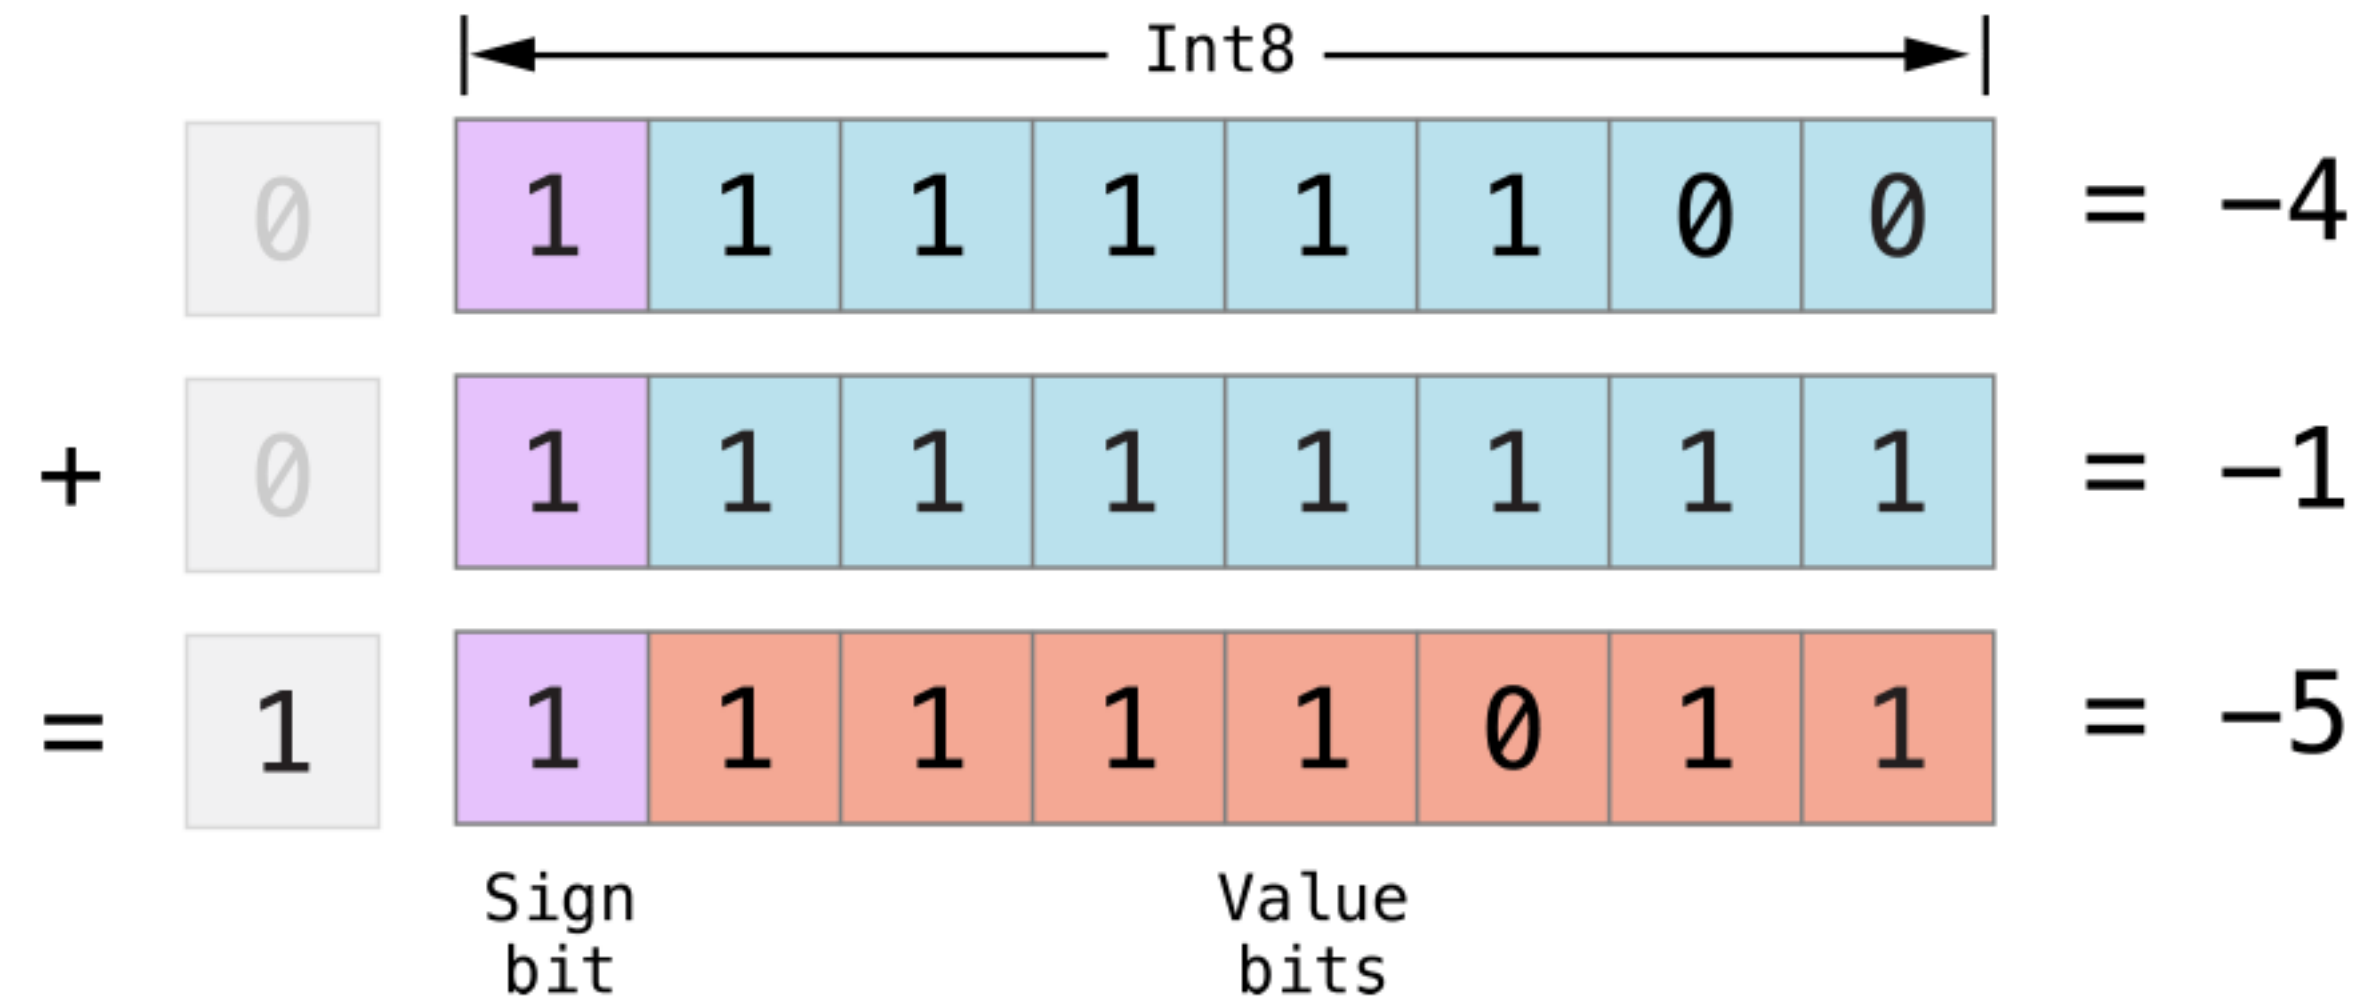 Int8
0 1 1 1 1 1 1 0 0 = −4
+ 0 1 1 1 1 1 1 1 1 = −1
= 1 1 1 1 1 1 0 1 1 = −5
Sign Value
bit bits